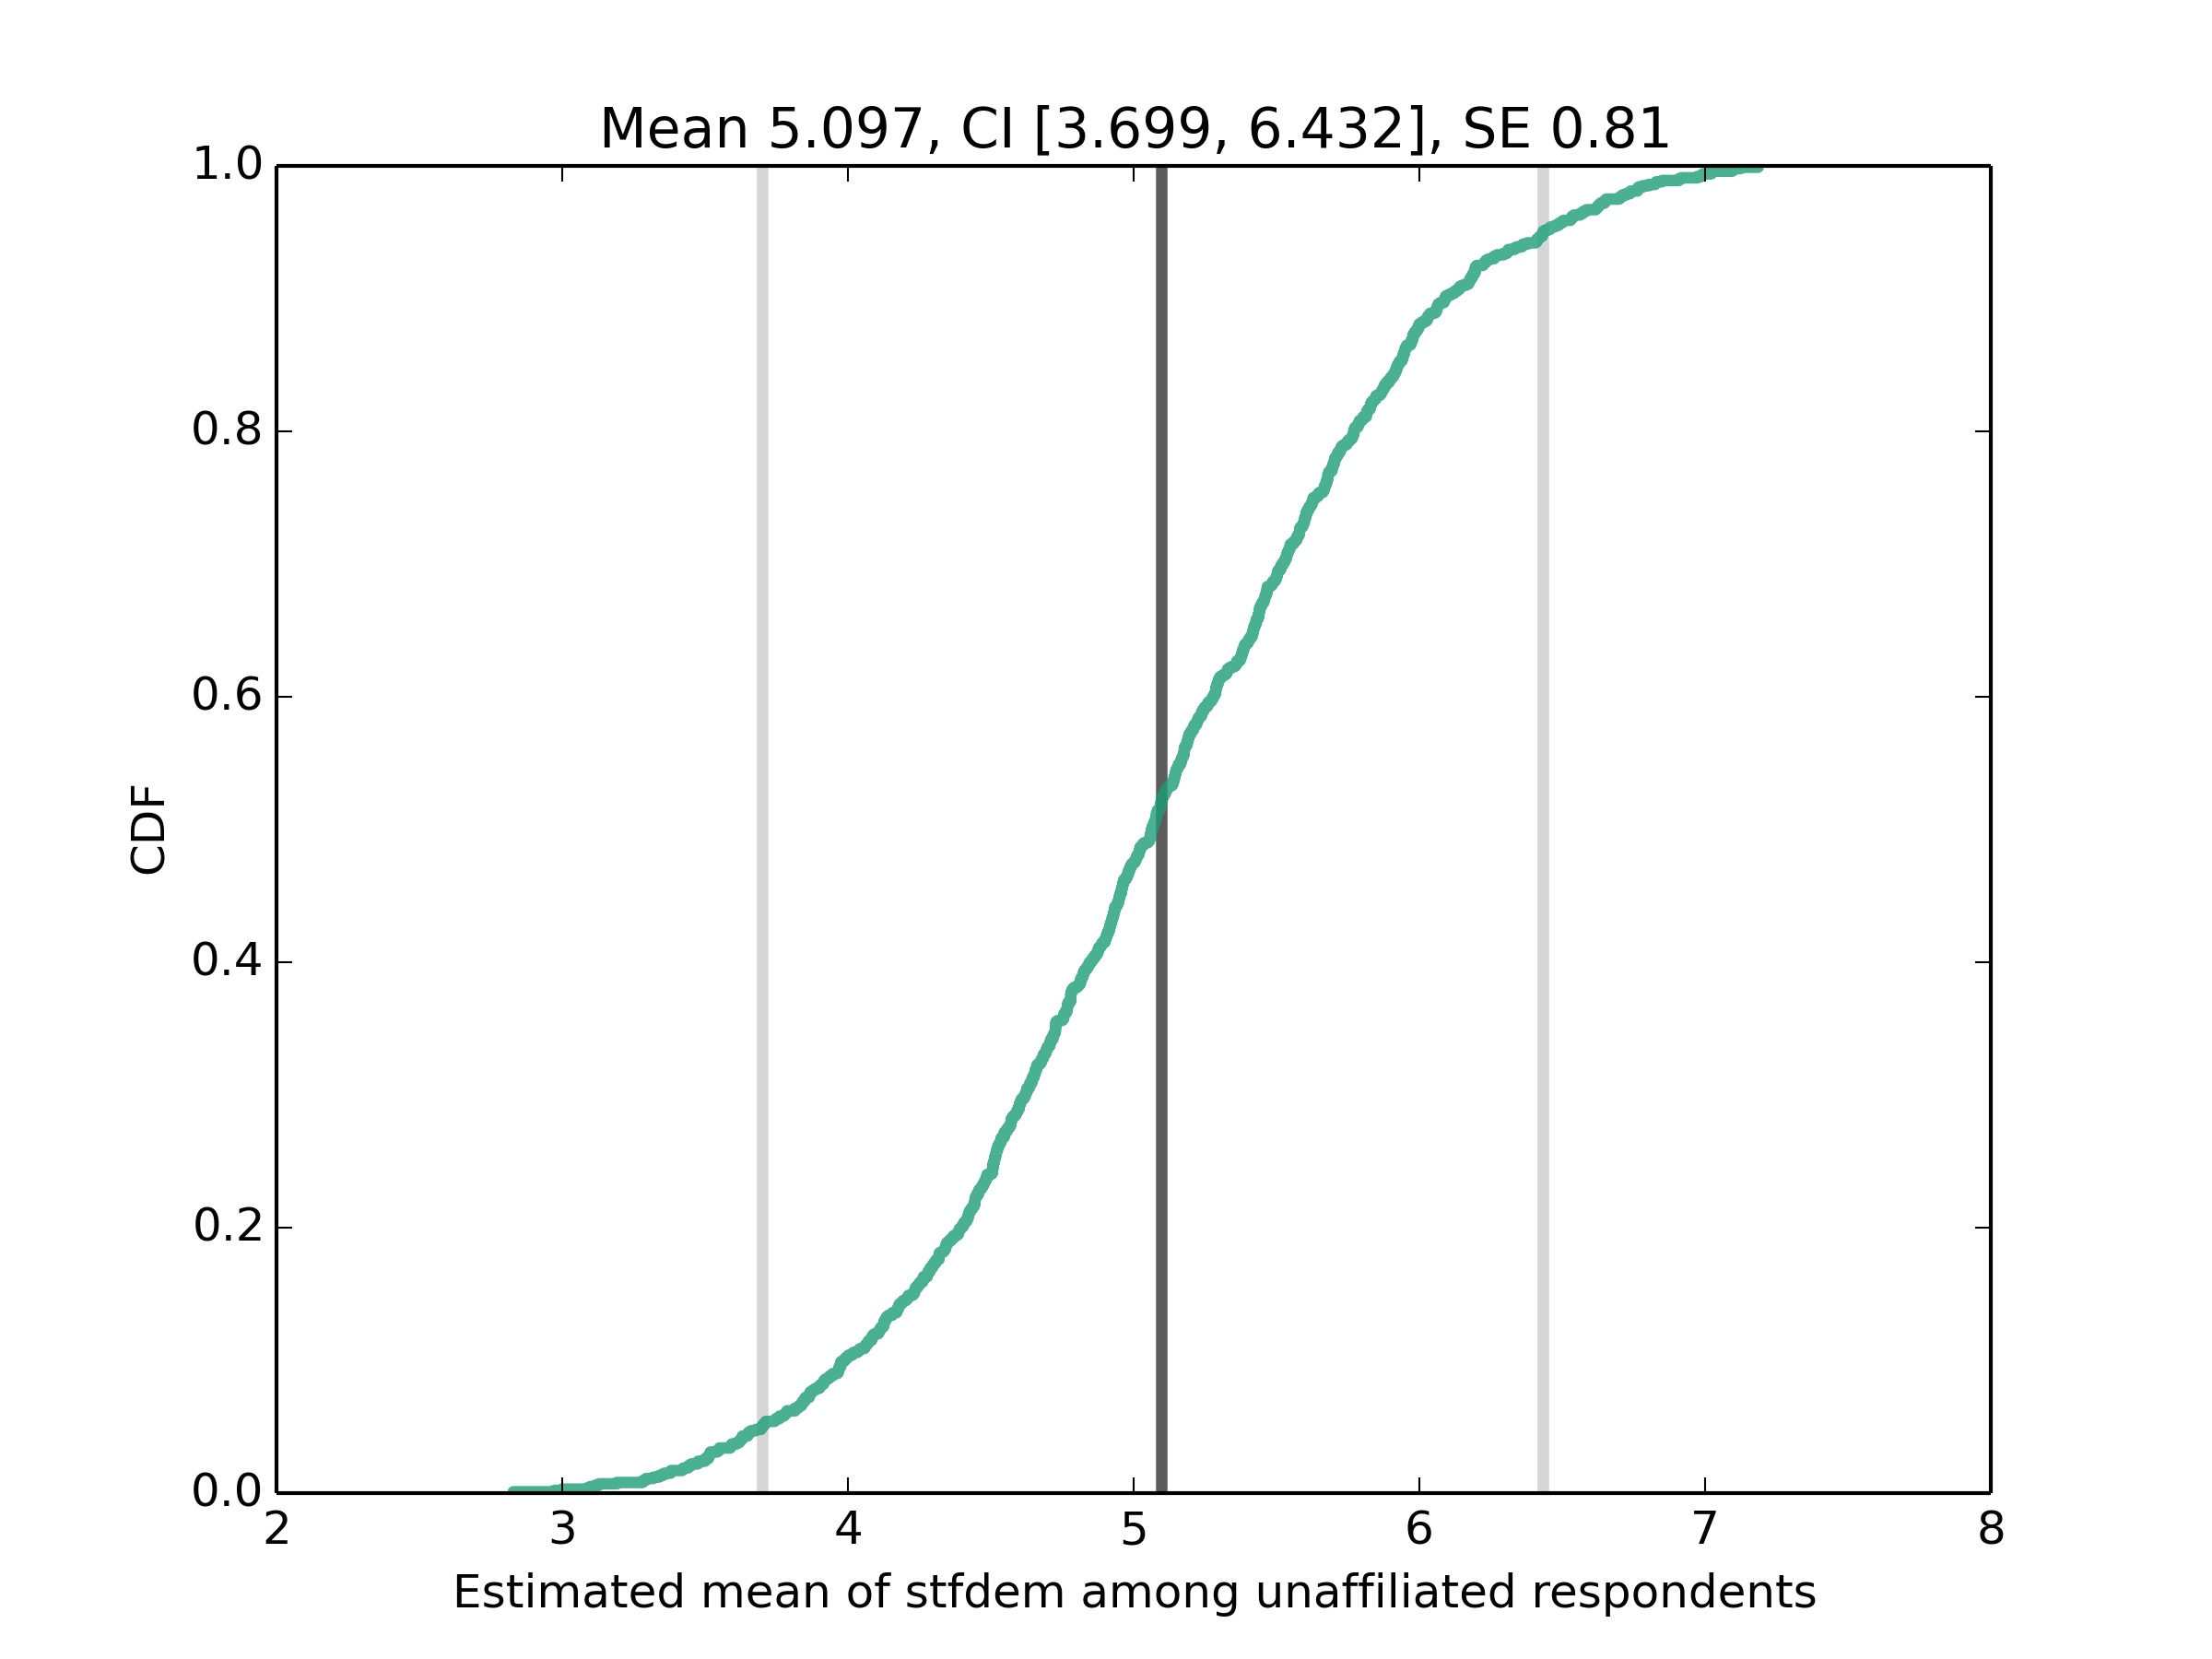 Mean 5.097, CI [3.699, 6.432], SE 0.81
1.0
0.8
0.6
0.4
0.2
0.0
CDF
2 3 4 5 6 7 8
Estimated mean of stfdem among unaffiliated respondents